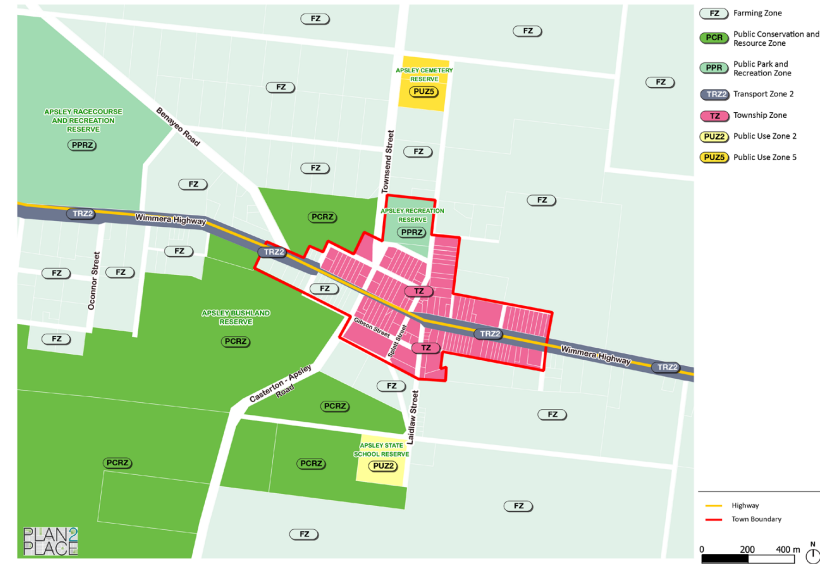 FZ
FZ
FZ
FZ
APSLEY CEMETERY
RESERVE
PUZ5
APSLEY RACECOURSE
AND RECREATION
RESERVE
PPRZ
Benayeo Road
Townsend Street
FZ
FZ
FZ
FZ
PCRZ
APSLEY RECREATION
RESERVE
PPRZ
TRZ2
Wimmera Highway
TRZ2
FZ
FZ
FZ
Oconnor Street
FZ
TZ
APSLEY BUSHLAND
RESERVE
PCRZ
Gibson Street
Splatt Street
TRZ2
TZ
Wimmera Highway
TRZ2
FZ
Casterton - Apsley
Road
FZ
PCRZ
Laidlaw Street
FZ
APSLEY STATE
SCHOOL RESERVE
PUZ2
PCRZ
PCRZ
FZ
FZ
PLAN2
PLACE
FZ Farming Zone
PCR Public Conservation and
Resource Zone
PPR Public Park and
Recreation Zone
TRZ2 Transport Zone 2
TZ Township Zone
PUZ2 Public Use Zone 2
PUZ5 Public Use Zone 5
Highway
Town Boundary
0 200 400 m
N